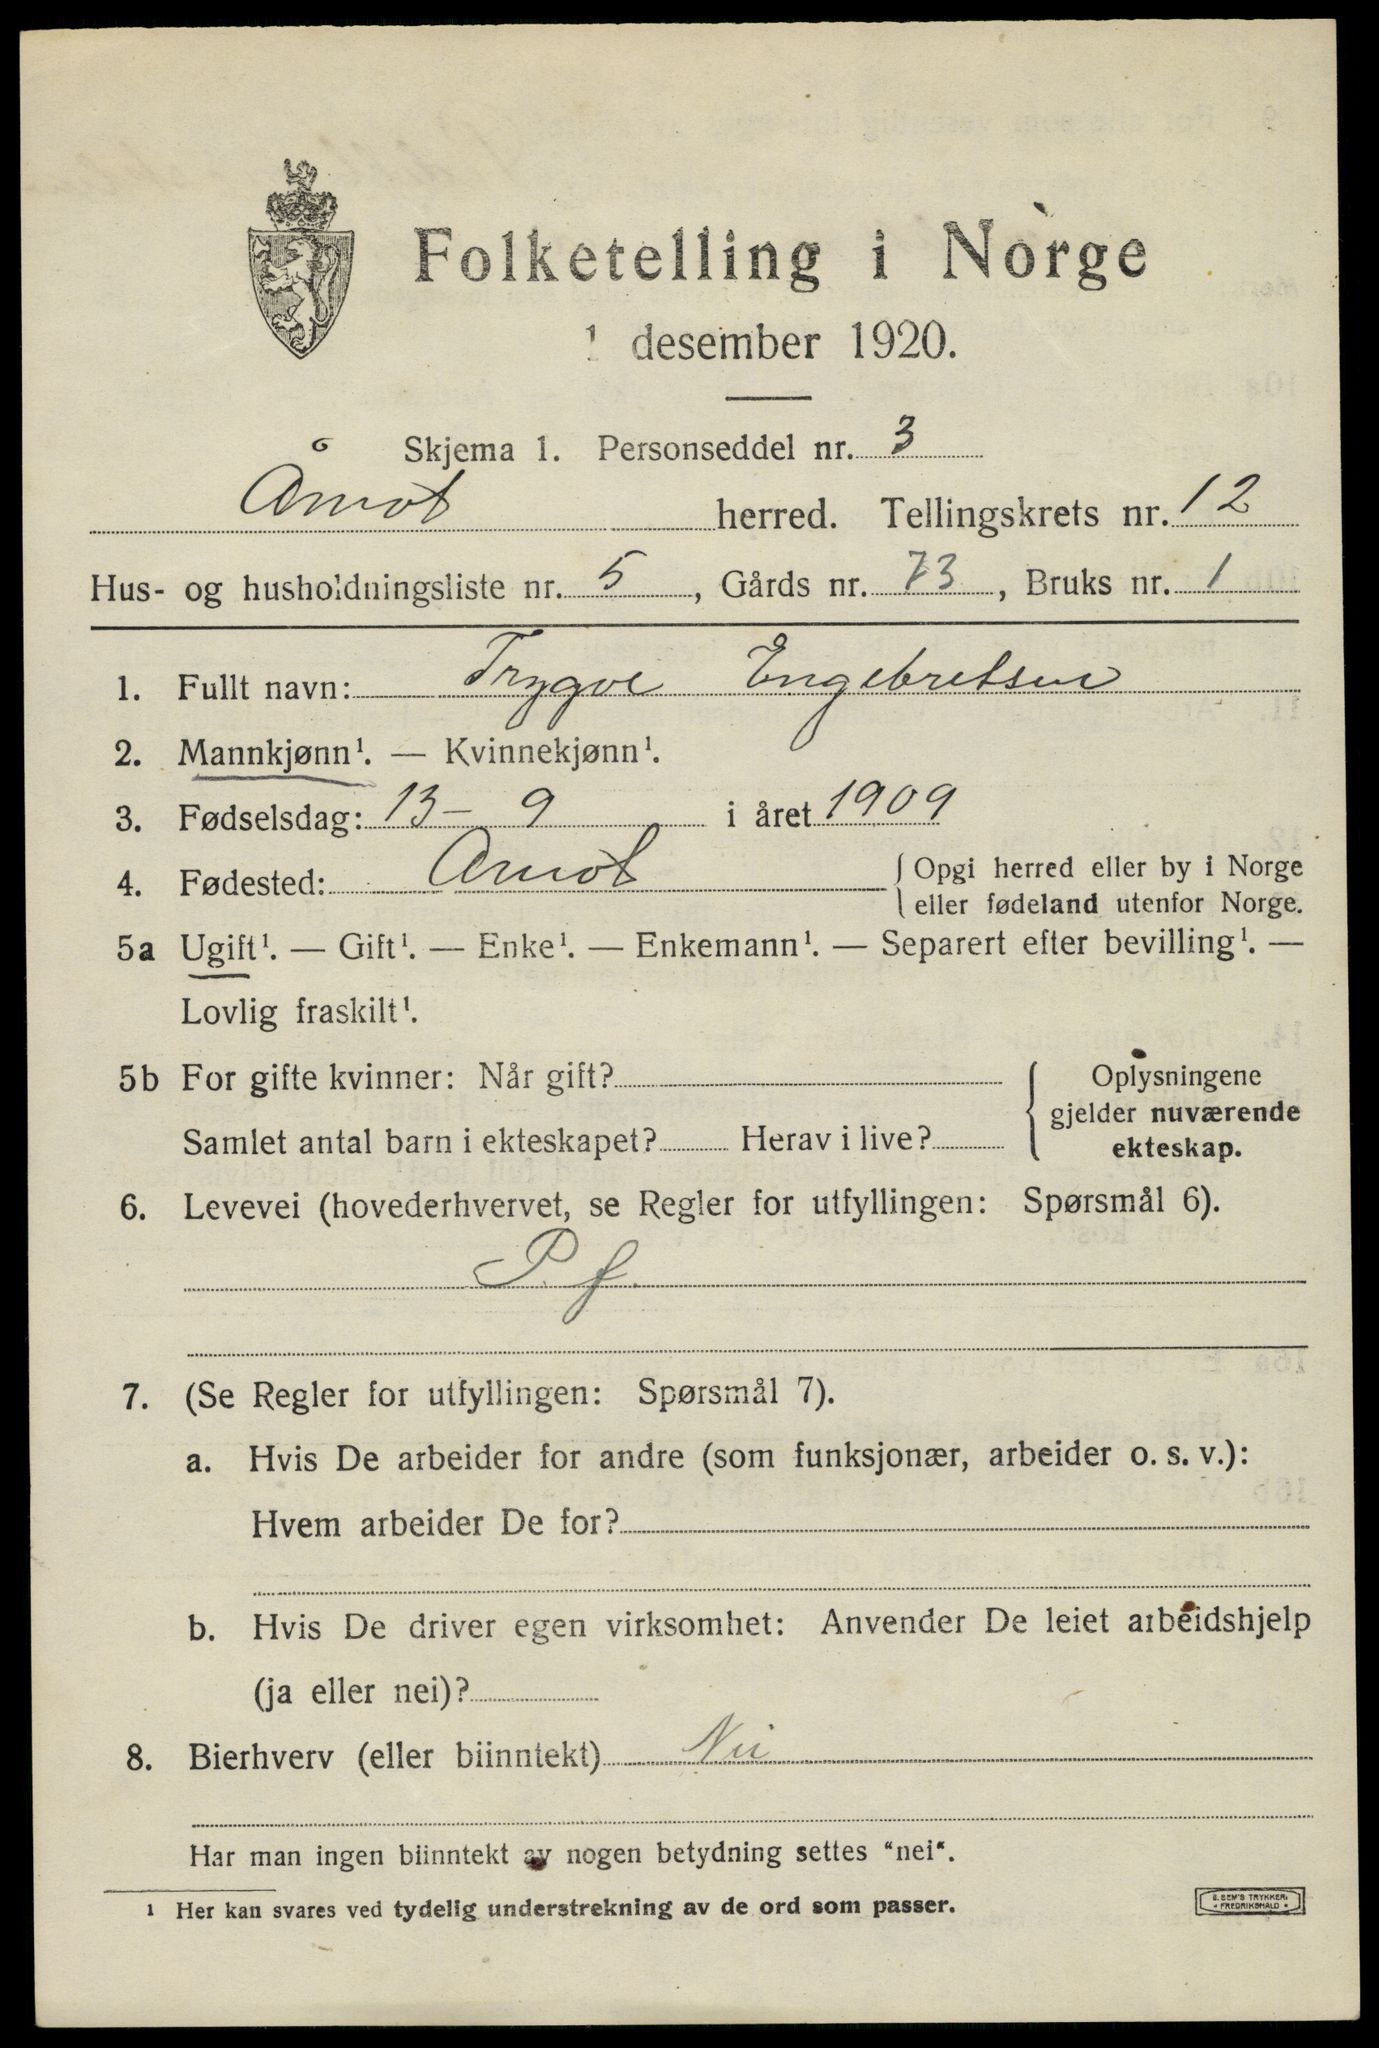 Folketelling i Norge
1 desember 1920.
Skjema 1. Personseddel nr. 3
Åmot herred. Tellingskrets nr. 12
Hus- og husholdningsliste nr. 5, Gårds nr. 73, Bruks nr. 1
1. Fullt navn: Trygve Engebretsen
2. Mannkjønn¹. — Kvinnekjønn¹.
3. Fødselsdag: 13 – 9 i året 1909
4. Fødested: Amot { Opgi herred eller by i Norge
eller fødeland utenfor Norge.
5a Ugift¹. — Gift¹. — Enke¹. — Enkemann¹. — Separert efter bevilling¹. —
Lovlig fraskilt¹.
5b For gifte kvinner: Når gift? { Oplysningene
gjelder nuværende
Samlet antal barn i ekteskapet? Herav i live? ekteskap.
6. Levevei (hovederhvervet, se Regler for utfyllingen: Spørsmål 6).
P. f.
7. (Se Regler for utfyllingen: Spørsmål 7).
a. Hvis De arbeider for andre (som funksjonær, arbeider o. s. v.):
Hvem arbeider De for?
b. Hvis De driver egen virksomhet: Anvender De leiet arbeidshjelp
(ja eller nei)?
8. Bierhverv (eller biinntekt) Nei
Har man ingen biinntekt av nogen betydning settes "nei".
1 Her kan svares ved tydelig understrekning av de ord som passer.
E. SEM'S TRYKKERI
FREDRIKSHALD